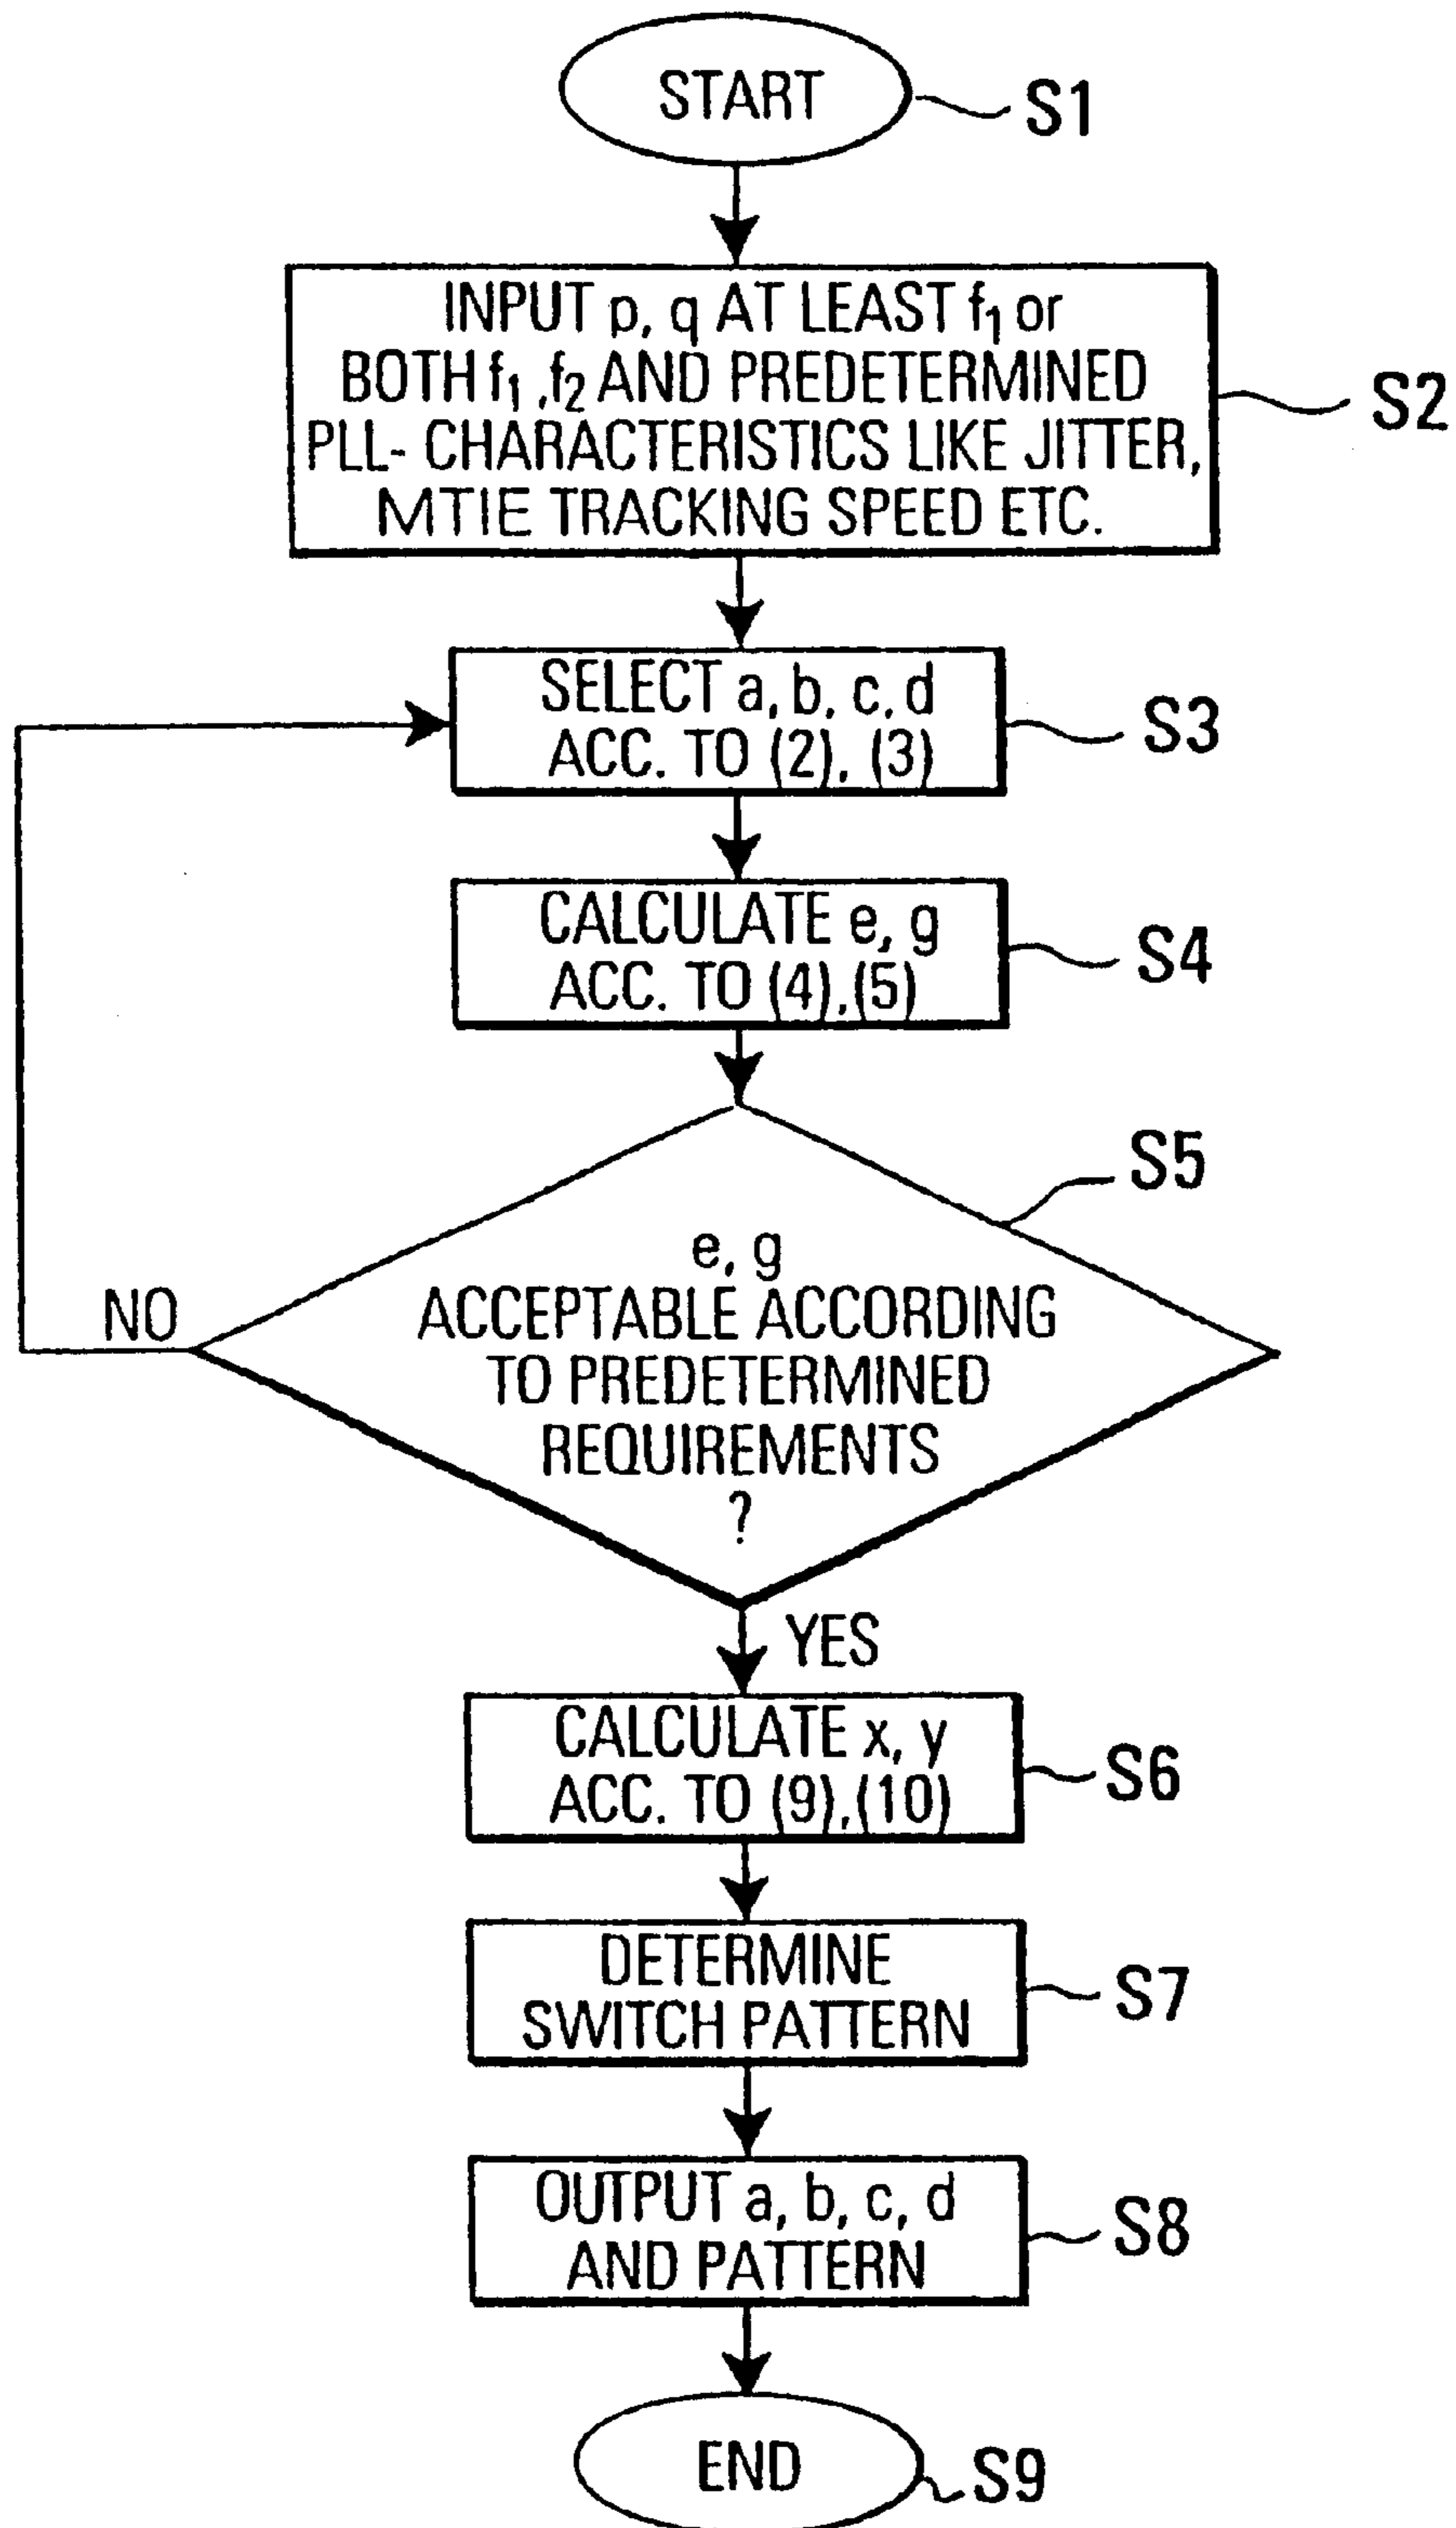 START
S1
INPUT p, q AT LEAST f₁ or
BOTH f₁ ,f₂ AND PREDETERMINED
PLL- CHARACTERISTICS LIKE JITTER,
MTIE TRACKING SPEED ETC.
S2
SELECT a, b, c, d
ACC. TO (2), (3)
S3
CALCULATE e, g
ACC. TO (4),(5)
S4
S5
e, g
ACCEPTABLE ACCORDING
TO PREDETERMINED
REQUIREMENTS
?
NO
YES
CALCULATE x, y
ACC. TO (9),(10)
S6
DETERMINE
SWITCH PATTERN
S7
OUTPUT a, b, c, d
AND PATTERN
S8
END
S9